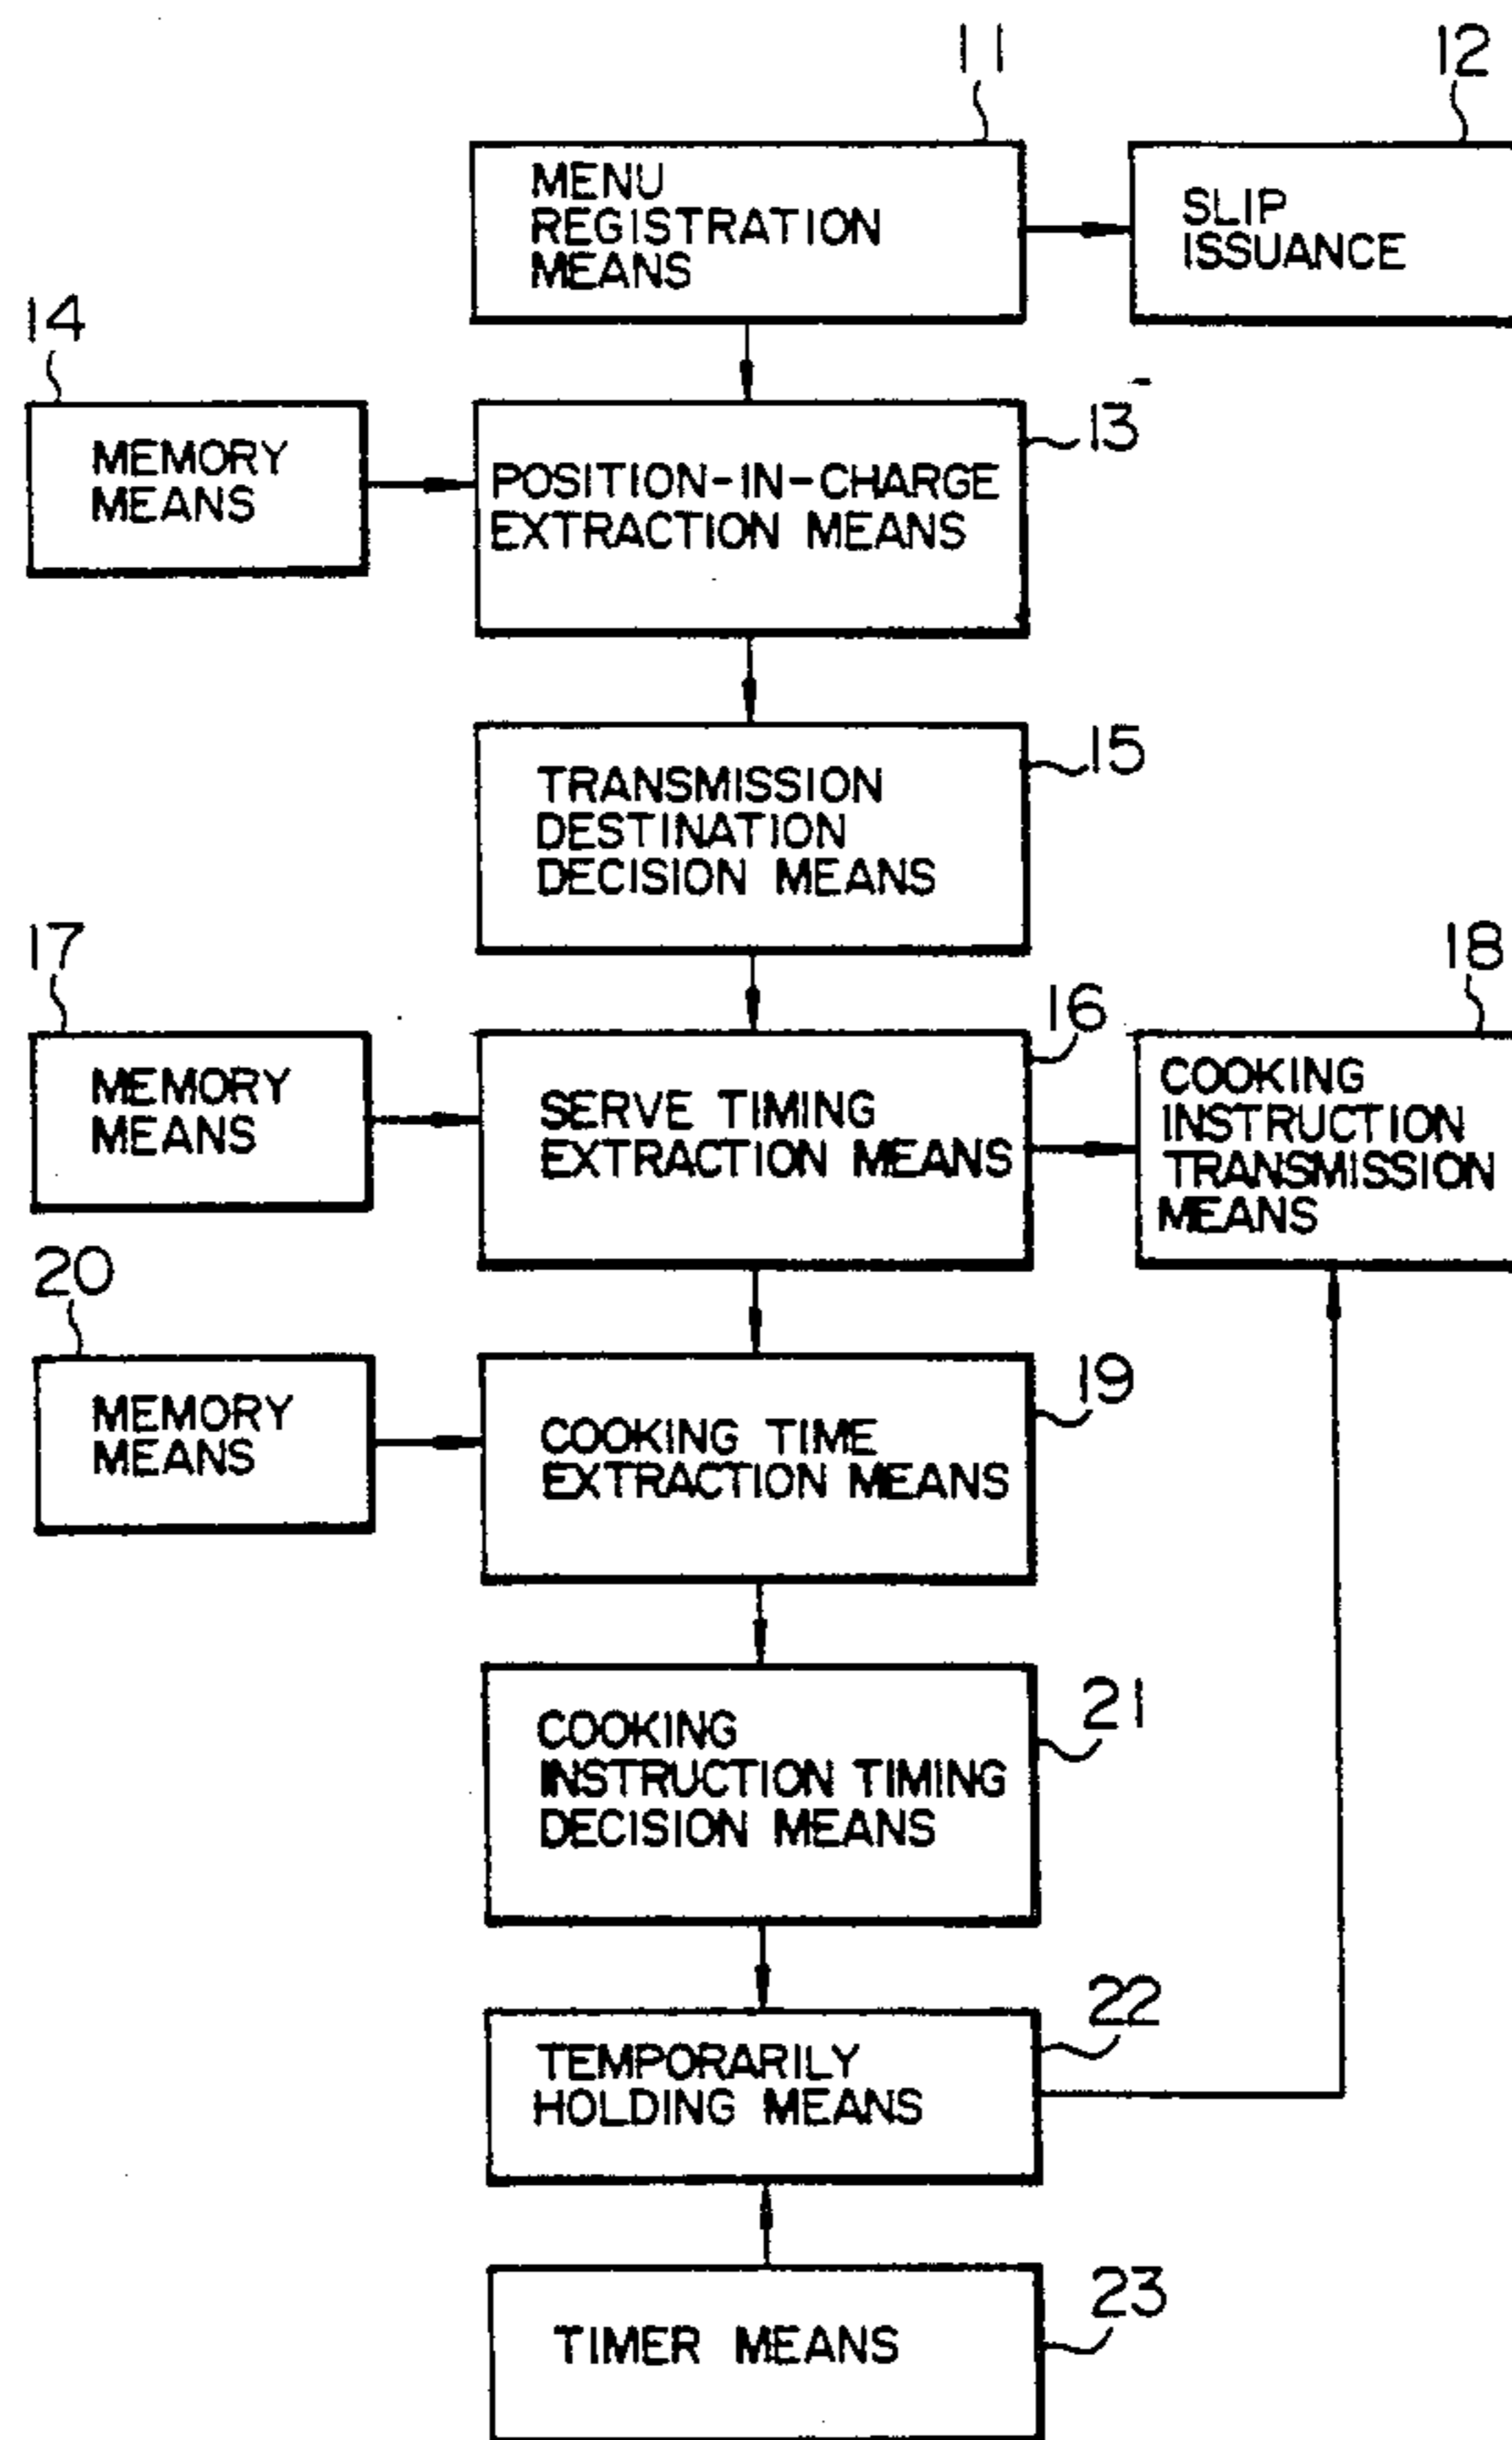 11
12
MENU
REGISTRATION
MEANS
SLIP
ISSUANCE
14
13
MEMORY
MEANS
POSITION-IN-CHARGE
EXTRACTION MEANS
15
TRANSMISSION
DESTINATION
DECISION MEANS
17
16
18
MEMORY
MEANS
SERVE TIMING
EXTRACTION MEANS
COOKING
INSTRUCTION
TRANSMISSION
MEANS
20
19
MEMORY
MEANS
COOKING TIME
EXTRACTION MEANS
21
COOKING
INSTRUCTION TIMING
DECISION MEANS
22
TEMPORARILY
HOLDING MEANS
23
TIMER MEANS